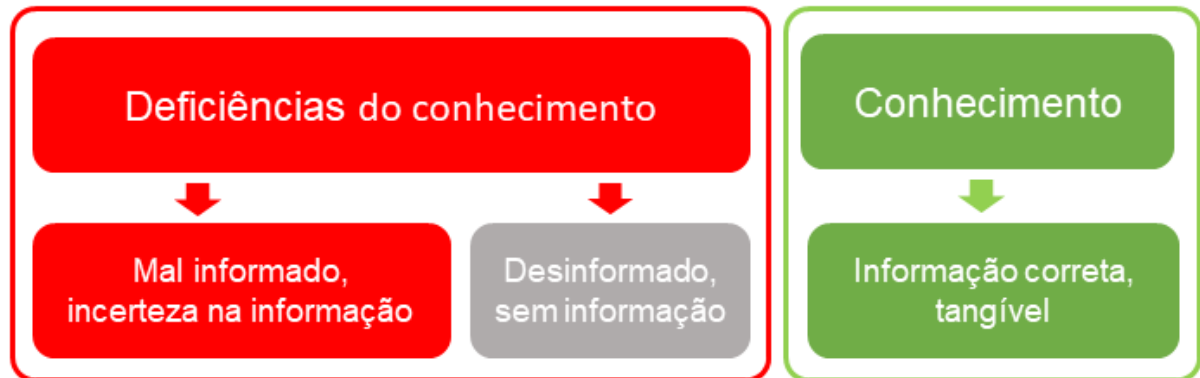 Deficiências do conhecimento
Conhecimento
Mal informado,
incerteza na informação
Desinformado,
sem informação
Informação correta,
tangível